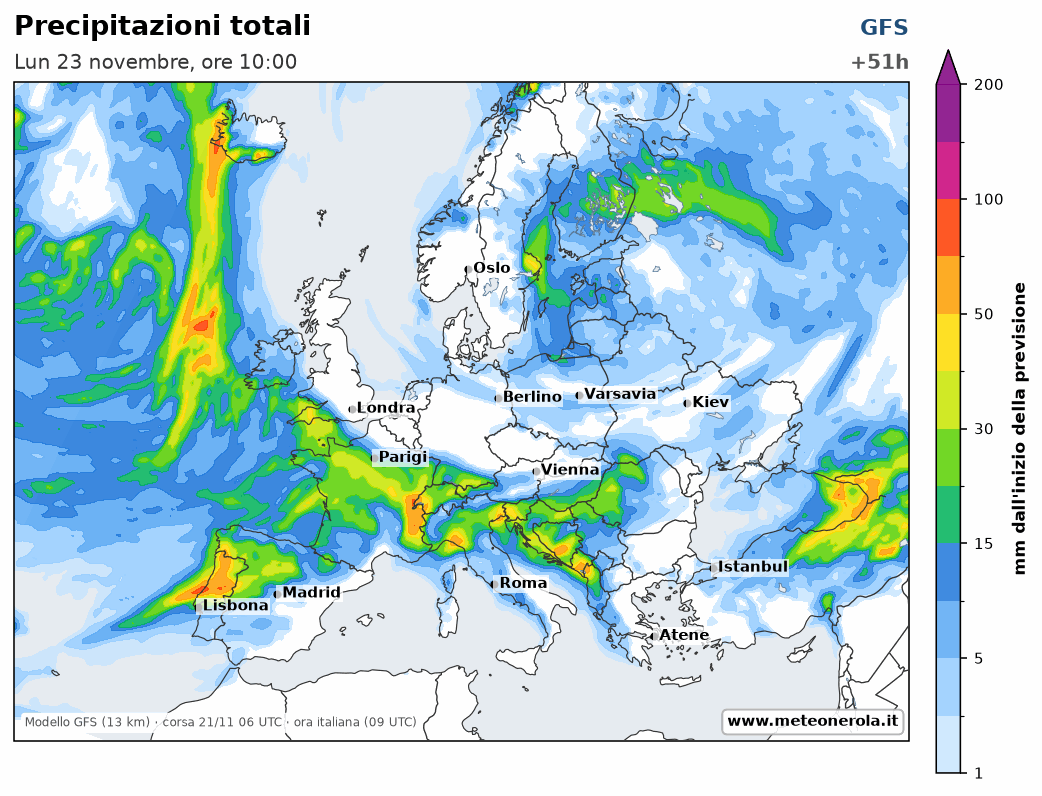 Precipitazioni totali
GFS
Lun 23 novembre, ore 10:00
+51h
200
100
50
30
15
5
1
mm dall'inizio della previsione
Oslo
Berlino
Varsavia
Kiev
Londra
Parigi
Vienna
Istanbul
Roma
Madrid
Lisbona
Atene
Modello GFS (13 km) · corsa 21/11 06 UTC · ora italiana (09 UTC)
www.meteonerola.it